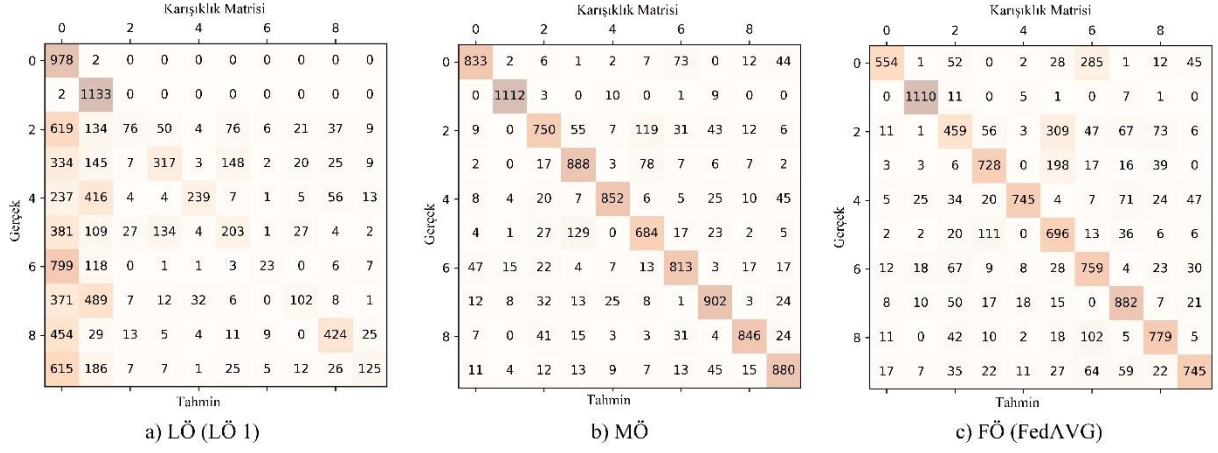 Karışıklık Matrisi
0 2 4 6 8
0 978 2 0 0 0 0 0 0 0 0
2 1133 0 0 0 0 0 0 0 0
2 619 134 76 50 4 76 6 21 37 9
334 145 7 317 3 148 2 20 25 9
4 237 416 4 4 239 7 1 5 56 13
381 109 27 134 4 203 1 27 4 2
6 799 118 0 1 1 3 23 0 6 7
371 489 7 12 32 6 0 102 8 1
8 454 29 13 5 4 11 9 0 424 25
615 186 7 7 1 25 5 12 26 125
Gerçek
Tahmin
a) LÖ (LÖ 1)
Karışıklık Matrisi
0 2 4 6 8
0 833 2 6 1 2 7 73 0 12 44
0 1112 3 0 10 0 1 9 0 0
2 9 0 750 55 7 119 31 43 12 6
2 0 17 888 3 78 7 6 7 2
4 8 4 20 7 852 6 5 25 10 45
4 1 27 129 0 684 17 23 2 5
6 47 15 22 4 7 13 813 3 17 17
12 8 32 13 25 8 1 902 3 24
8 7 0 41 15 3 3 31 4 846 24
11 4 12 13 9 7 13 45 15 880
Gerçek
Tahmin
b) MÖ
Karışıklık Matrisi
0 2 4 6 8
0 554 1 52 0 2 28 285 1 12 45
0 1110 11 0 5 1 0 7 1 0
2 11 1 459 56 3 309 47 67 73 6
3 3 6 728 0 198 17 16 39 0
4 5 25 34 20 745 4 7 71 24 47
2 2 20 111 0 696 13 36 6 6
6 12 18 67 9 8 28 759 4 23 30
8 10 50 17 18 15 0 882 7 21
8 11 0 42 10 2 18 102 5 779 5
17 7 35 22 11 27 64 59 22 745
Gerçek
Tahmin
c) FÖ (FedAVG)